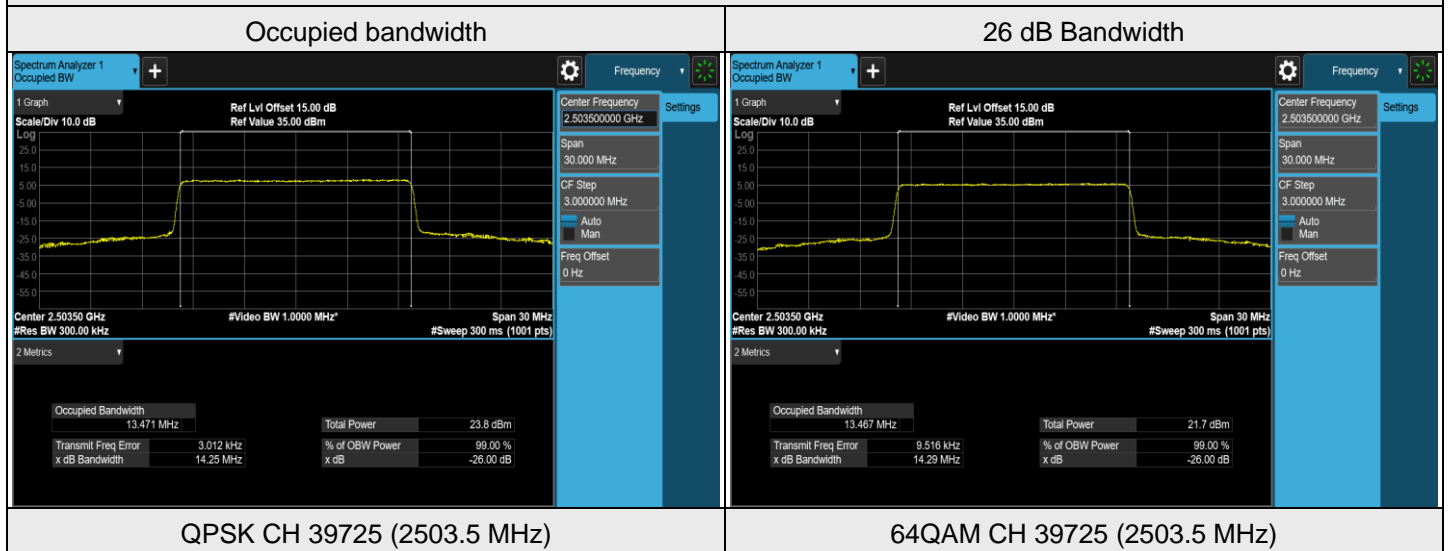 Occupied bandwidth
26 dB Bandwidth
Spectrum Analyzer 1
Occupied BW
+
Frequency
1 Graph
Ref Lvl Offset 15.00 dB
Scale/Div 10.0 dB
Ref Value 35.00 dBm
Log
25.0
15.0
5.00
-5.00
-15.0
-25.0
-35.0
-45.0
-55.0
Center 2.50350 GHz
#Video BW 1.0000 MHz*
Span 30 MHz
#Res BW 300.00 kHz
#Sweep 300 ms (1001 pts)
Center Frequency
2.503500000 GHz
Settings
Span
30.000 MHz
CF Step
3.000000 MHz
Auto
Man
Freq Offset
0 Hz
2 Metrics
Occupied Bandwidth
13.471 MHz
Total Power 23.8 dBm
Transmit Freq Error 3.012 kHz
% of OBW Power 99.00 %
x dB Bandwidth 14.25 MHz
x dB -26.00 dB
Spectrum Analyzer 1
Occupied BW
+
Frequency
1 Graph
Ref Lvl Offset 15.00 dB
Scale/Div 10.0 dB
Ref Value 35.00 dBm
Log
25.0
15.0
5.00
-5.00
-15.0
-25.0
-35.0
-45.0
-55.0
Center 2.50350 GHz
#Video BW 1.0000 MHz*
Span 30 MHz
#Res BW 300.00 kHz
#Sweep 300 ms (1001 pts)
Center Frequency
2.503500000 GHz
Settings
Span
30.000 MHz
CF Step
3.000000 MHz
Auto
Man
Freq Offset
0 Hz
2 Metrics
Occupied Bandwidth
13.467 MHz
Total Power 21.7 dBm
Transmit Freq Error 9.516 kHz
% of OBW Power 99.00 %
x dB Bandwidth 14.29 MHz
x dB -26.00 dB
QPSK CH 39725 (2503.5 MHz)
64QAM CH 39725 (2503.5 MHz)